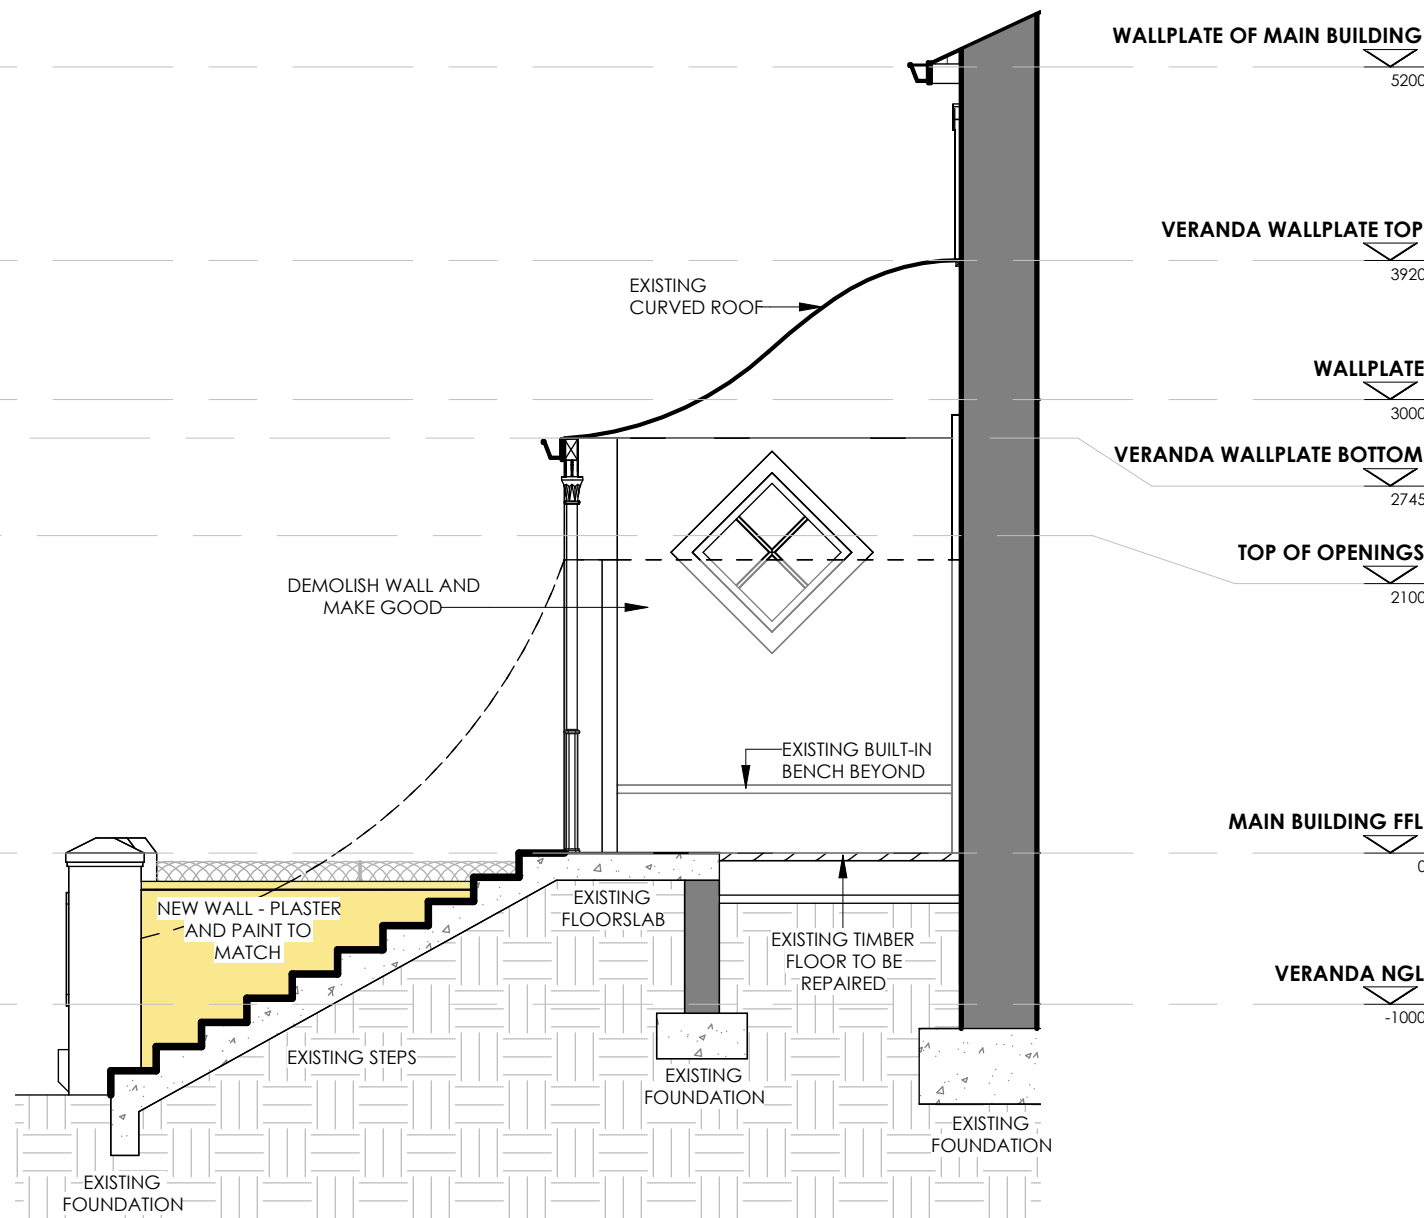 WALLPLATE OF MAIN BUILDING
5200
VERANDA WALLPLATE TOP
3920
EXISTING
CURVED ROOF
WALLPLATE
3000
VERANDA WALLPLATE BOTTOM
2745
TOP OF OPENINGS
2100
DEMOLISH WALL AND
MAKE GOOD
EXISTING BUILT-IN
BENCH BEYOND
MAIN BUILDING FFL
0
NEW WALL - PLASTER
AND PAINT TO
MATCH
EXISTING
FLOORSLAB
EXISTING TIMBER
FLOOR TO BE
REPAIRED
VERANDA NGL
-1000
EXISTING STEPS
EXISTING
FOUNDATION
EXISTING
FOUNDATION
EXISTING
FOUNDATION